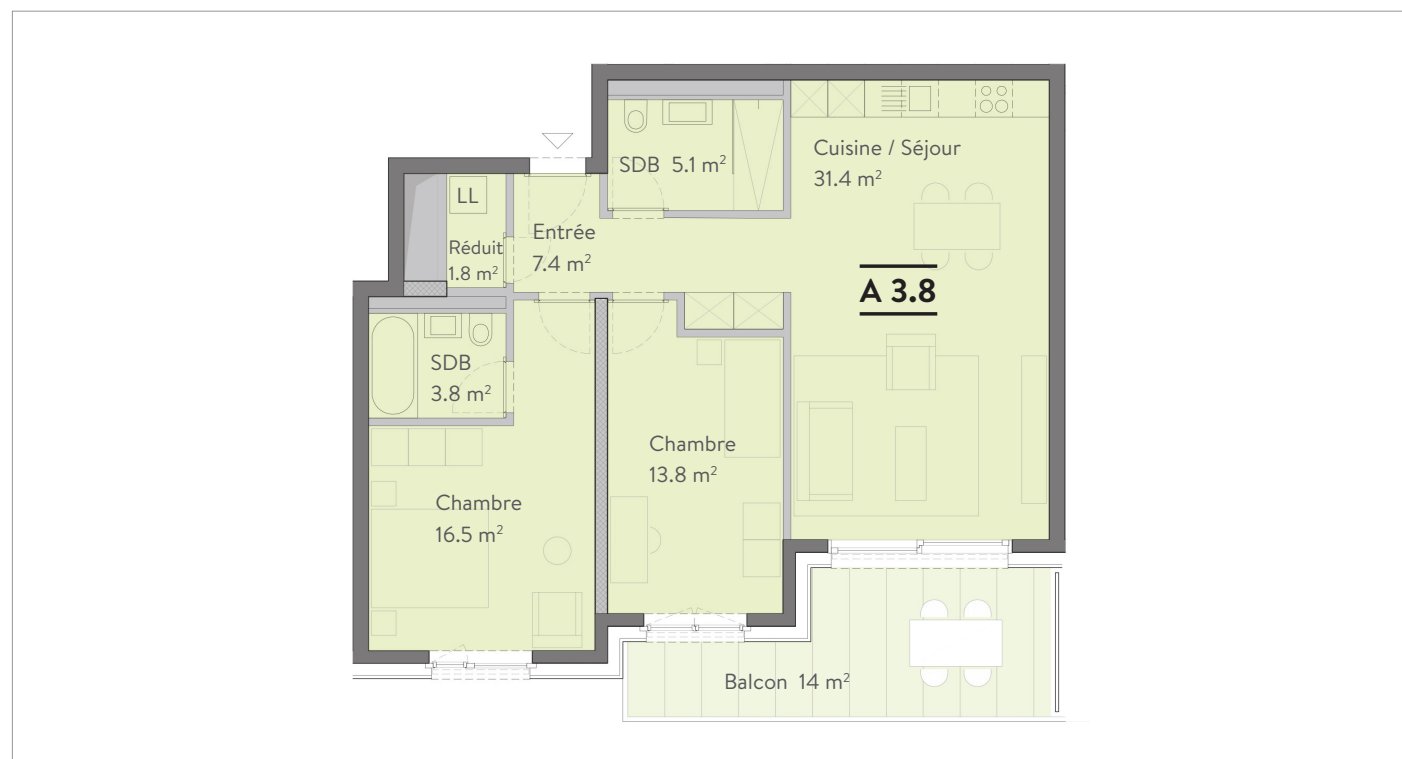 SDB 5.1 m²
Cuisine / Séjour
31.4 m²
LL
Réduit
1.8 m²
Entrée
7.4 m²
A 3.8
SDB
3.8 m²
Chambre
13.8 m²
Chambre
16.5 m²
Balcon 14 m²